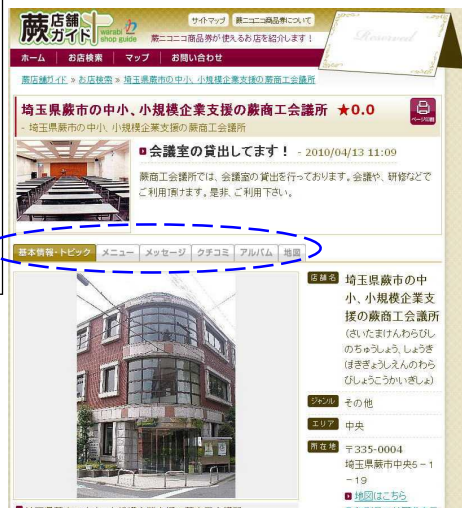 蕨店舗ガイド warabi shop guide
サイトマップ 蕨ニコニコ商品券について
蕨ニコニコ商品券が使えるお店を紹介します!
Reserved
ホーム お店検索 マップ お問い合わせ
蕨店舗ガイド » お店検索 » 埼玉県蕨市の中小、小規模企業支援の蕨商工会議所
埼玉県蕨市の中小、小規模企業支援の蕨商工会議所 ★0.0
ページ印刷
- 埼玉県蕨市の中小、小規模企業支援の蕨商工会議所
会議室の貸出してます! - 2010/04/13 11:09
蕨商工会議所では、会議室の貸出を行っております。会議や、研修などで
ご利用頂けます。是非、ご利用下さい。
基本情報・トピック メニュー メッセージ クチコミ アルバム 地図
店舗名 埼玉県蕨市の中
小、小規模企業支
援の蕨商工会議所
(さいたまけんわらびし
のちゅうしょう、しょうき
ぼきぎょうしえんのわら
びしょうこうかいぎしょ)
ジャンル その他
エリア 中央
所在地 〒335-0004
埼玉県蕨市中央5-1
-19
地図はこちら